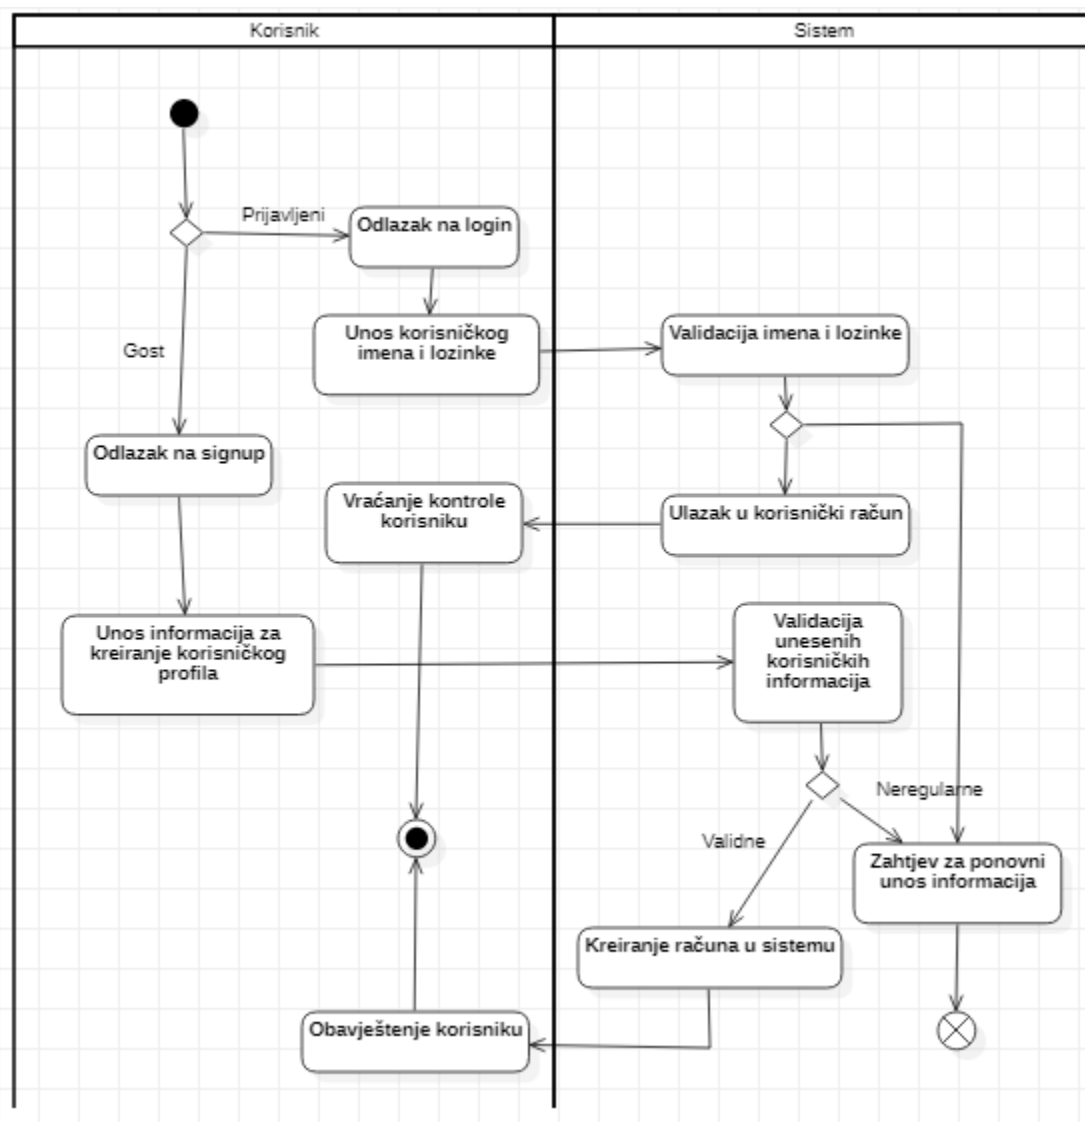 Korisnik
Sistem
Prijavljeni
Odlazak na login
Unos korisničkog
imena i lozinke
Validacija imena i lozinke
Gost
Odlazak na signup
Vraćanje kontrole
korisniku
Ulazak u korisnički račun
Unos informacija za
kreiranje korisničkog
profila
Validacija
unesenih
korisničkih
informacija
Neregularne
Validne
Zahtjev za ponovni
unos informacija
Kreiranje računa u sistemu
Obavještenje korisniku